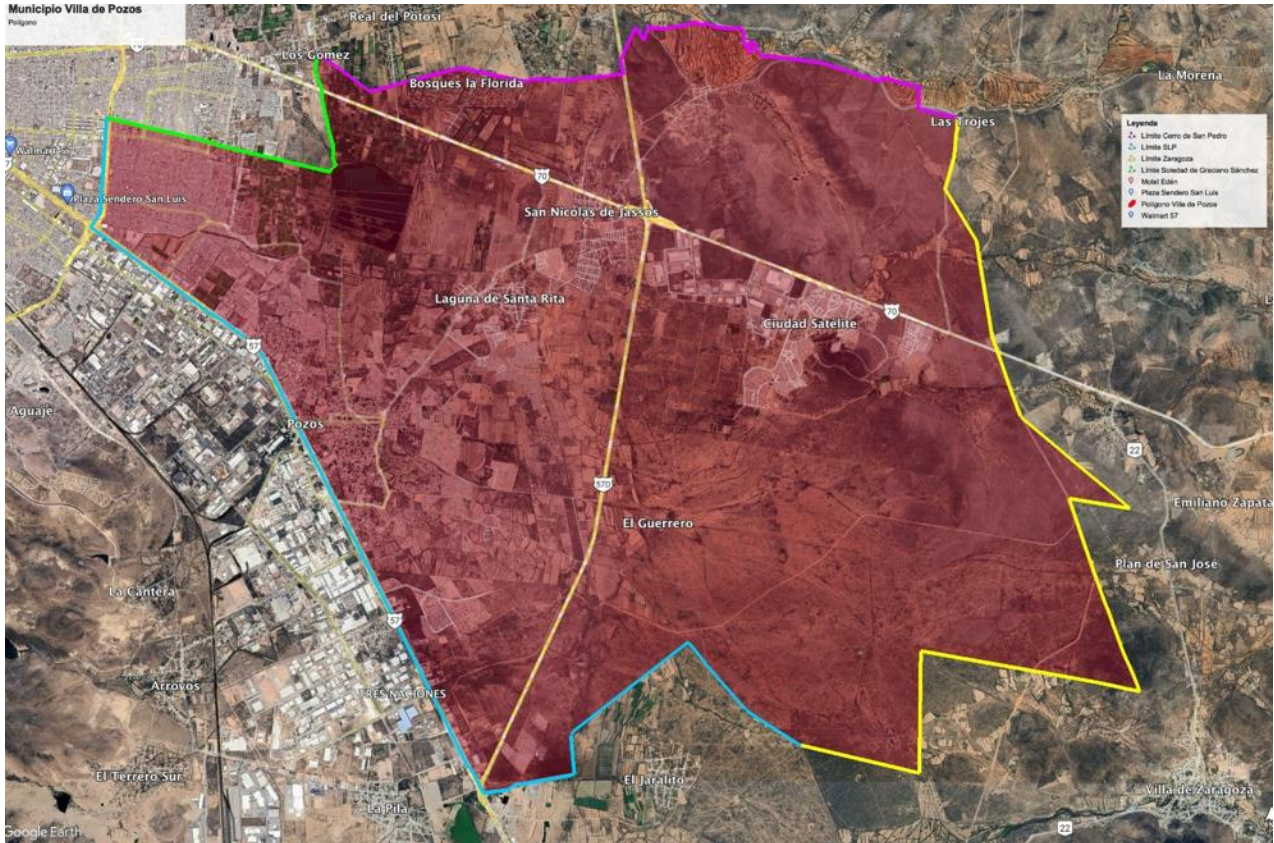 Municipio Villa de Pozos
Polígono
Real del Potosí
70
Los Gómez
Bosques la Florida
La Morena
Las Trojes
Leyenda
Límite Cerro de San Pedro
Límite SLP
Límite Zaragoza
Límite Soledad de Graciano Sánchez
Motel Edén
Plaza Sendero San Luis
Polígono Villa de Pozos
Walmart 57
Walmart
57
Plaza Sendero San Luis
70
San Nicolas de Jassos
Laguna de Santa Rita
70
Ciudad Satélite
57
Aguaje
Pozos
22
57D
Emiliano Zapata
El Guerrero
Plan de San José
La Cantera
57
Arroyos
TRES NACIONES
El Terrero Sur
El Jaralito
Villa de Zaragoza
La Pila
22
Google Earth